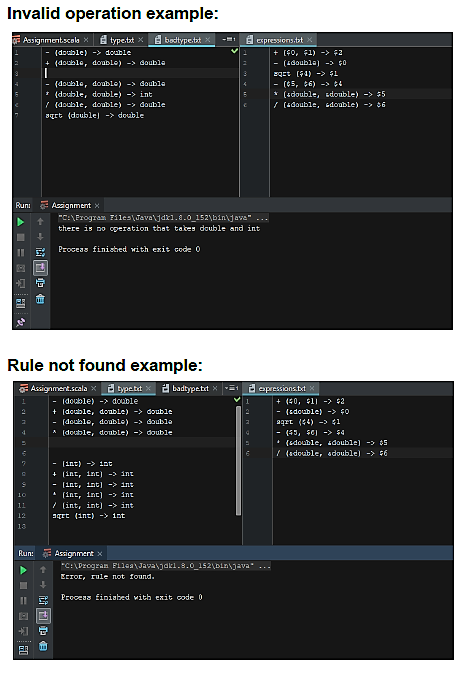 Invalid operation example:
Assignment.scala × type.txt × badtype.txt × expressions.txt ×
1 - (double) -> double
2 + (double, double) -> double
3
4 - (double, double) -> double
5 * (double, double) -> int
6 / (double, double) -> double
7 sqrt (double) -> double
1 + ($0, $1) -> $2
2 - (&double) -> $0
3 sqrt ($4) -> $1
4 - ($5, $6) -> $4
5 * (&double, &double) -> $5
6 / (&double, &double) -> $6
Run: Assignment ×
"C:\Program Files\Java\jdk1.8.0_152\bin\java" ...
there is no operation that takes double and int
Process finished with exit code 0
Rule not found example:
Assignment.scala × type.txt × badtype.txt × expressions.txt ×
1 - (double) -> double
2 + (double, double) -> double
3 - (double, double) -> double
4 * (double, double) -> double
5
6
7 - (int) -> int
8 + (int, int) -> int
9 - (int, int) -> int
10 * (int, int) -> int
11 / (int, int) -> int
12 sqrt (int) -> int
13
1 + ($0, $1) -> $2
2 - (&double) -> $0
3 sqrt ($4) -> $1
4 - ($5, $6) -> $4
5 * (&double, &double) -> $5
6 / (&double, &double) -> $6
Run: Assignment ×
"C:\Program Files\Java\jdk1.8.0_152\bin\java" ...
Error, rule not found.
Process finished with exit code 0